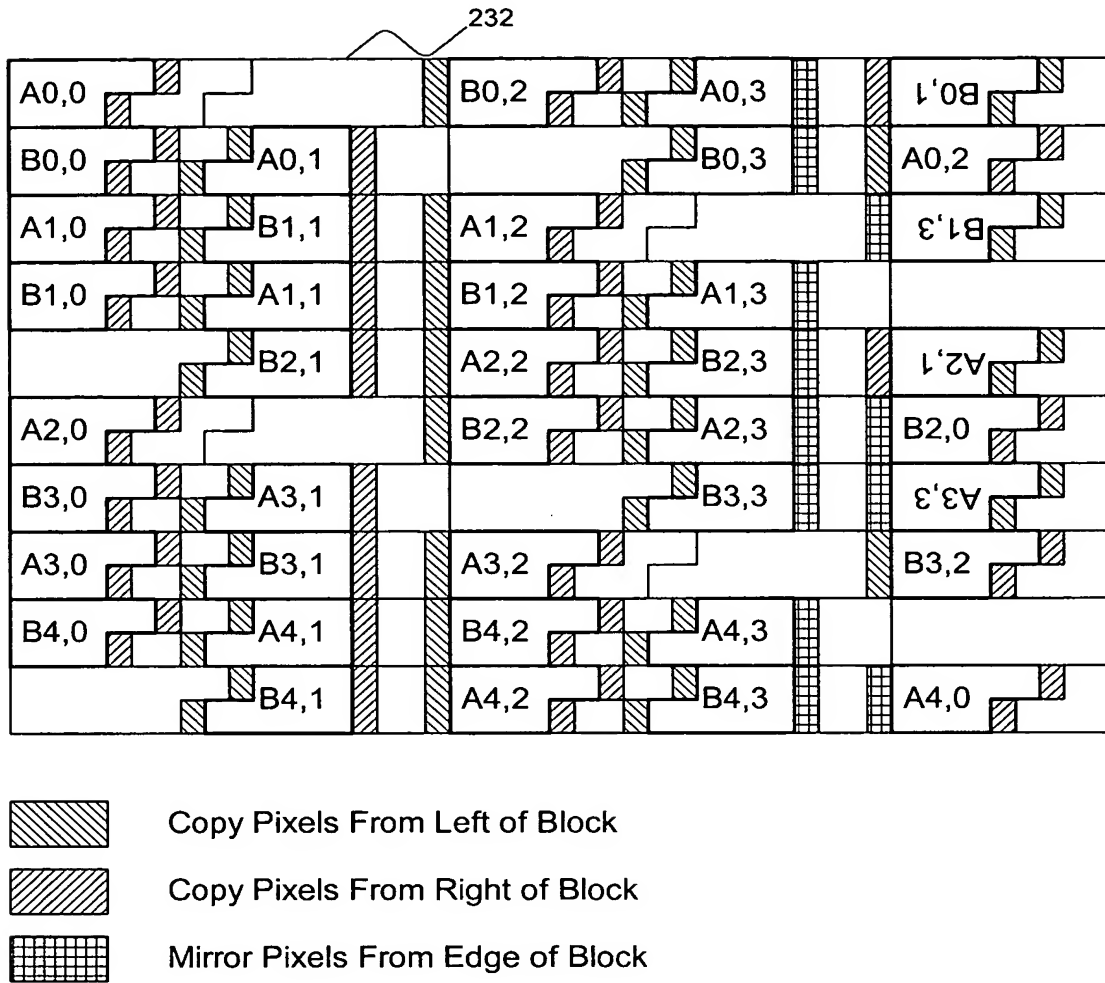 232
A0,0 B0,2 A0,3 B0,1
B0,0 A0,1 B0,3 A0,2
A1,0 B1,1 A1,2 B1,3
B1,0 A1,1 B1,2 A1,3
B2,1 A2,2 B2,3 A2,1
A2,0 B2,2 A2,3 B2,0
B3,0 A3,1 B3,3 A3,3
A3,0 B3,1 A3,2 B3,2
B4,0 A4,1 B4,2 A4,3
B4,1 A4,2 B4,3 A4,0
Copy Pixels From Left of Block
Copy Pixels From Right of Block
Mirror Pixels From Edge of Block